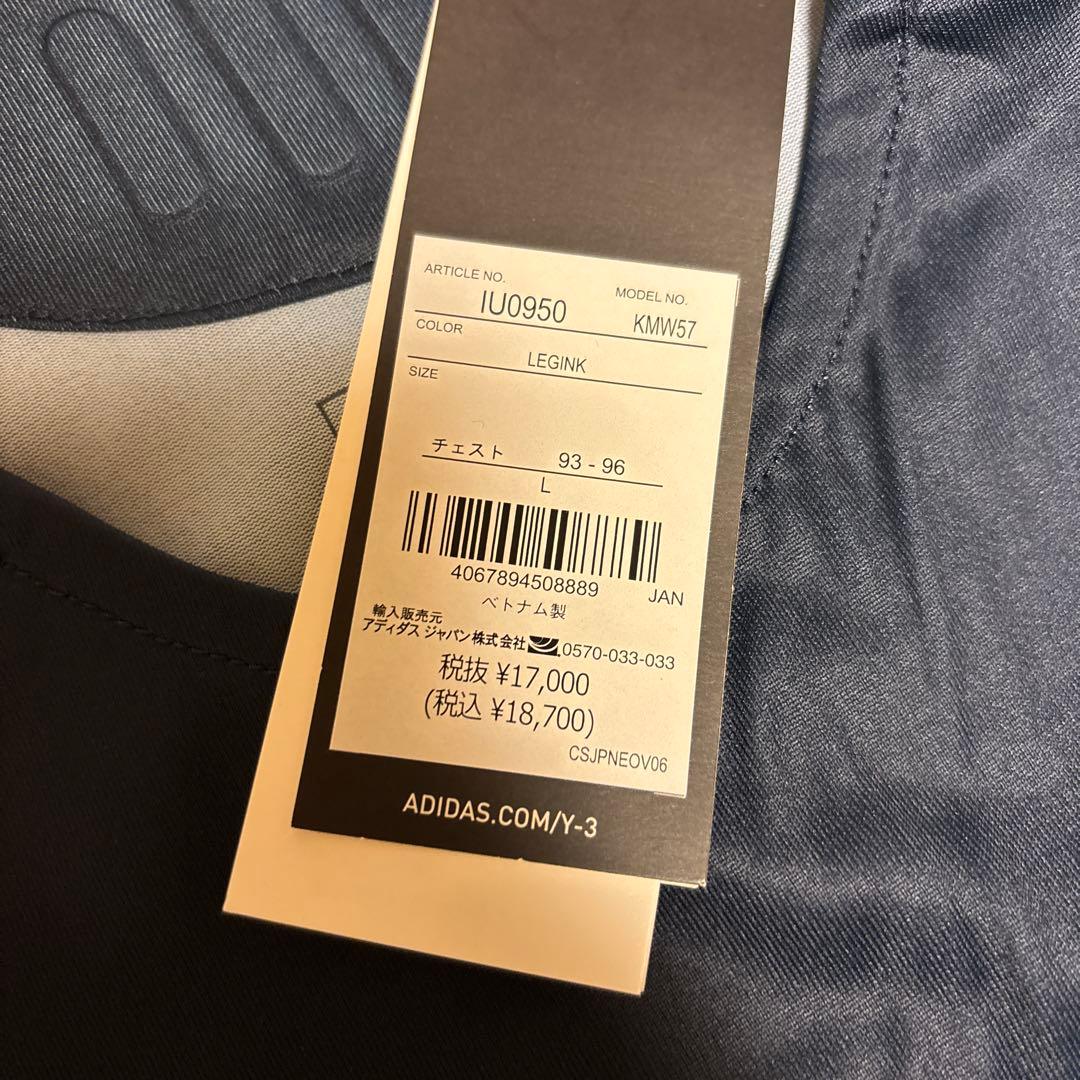 ARTICLE NO.
IU0950
MODEL NO.
KMW57
COLOR
LEGINK
SIZE
チェスト 93 - 96
L
4067894508889 JAN
ベトナム製
輸入販売元
アディダス ジャパン株式会社 0570-033-033
税抜 ¥17,000
(税込 ¥18,700)
CSJPNEOV06
ADIDAS.COM/Y-3